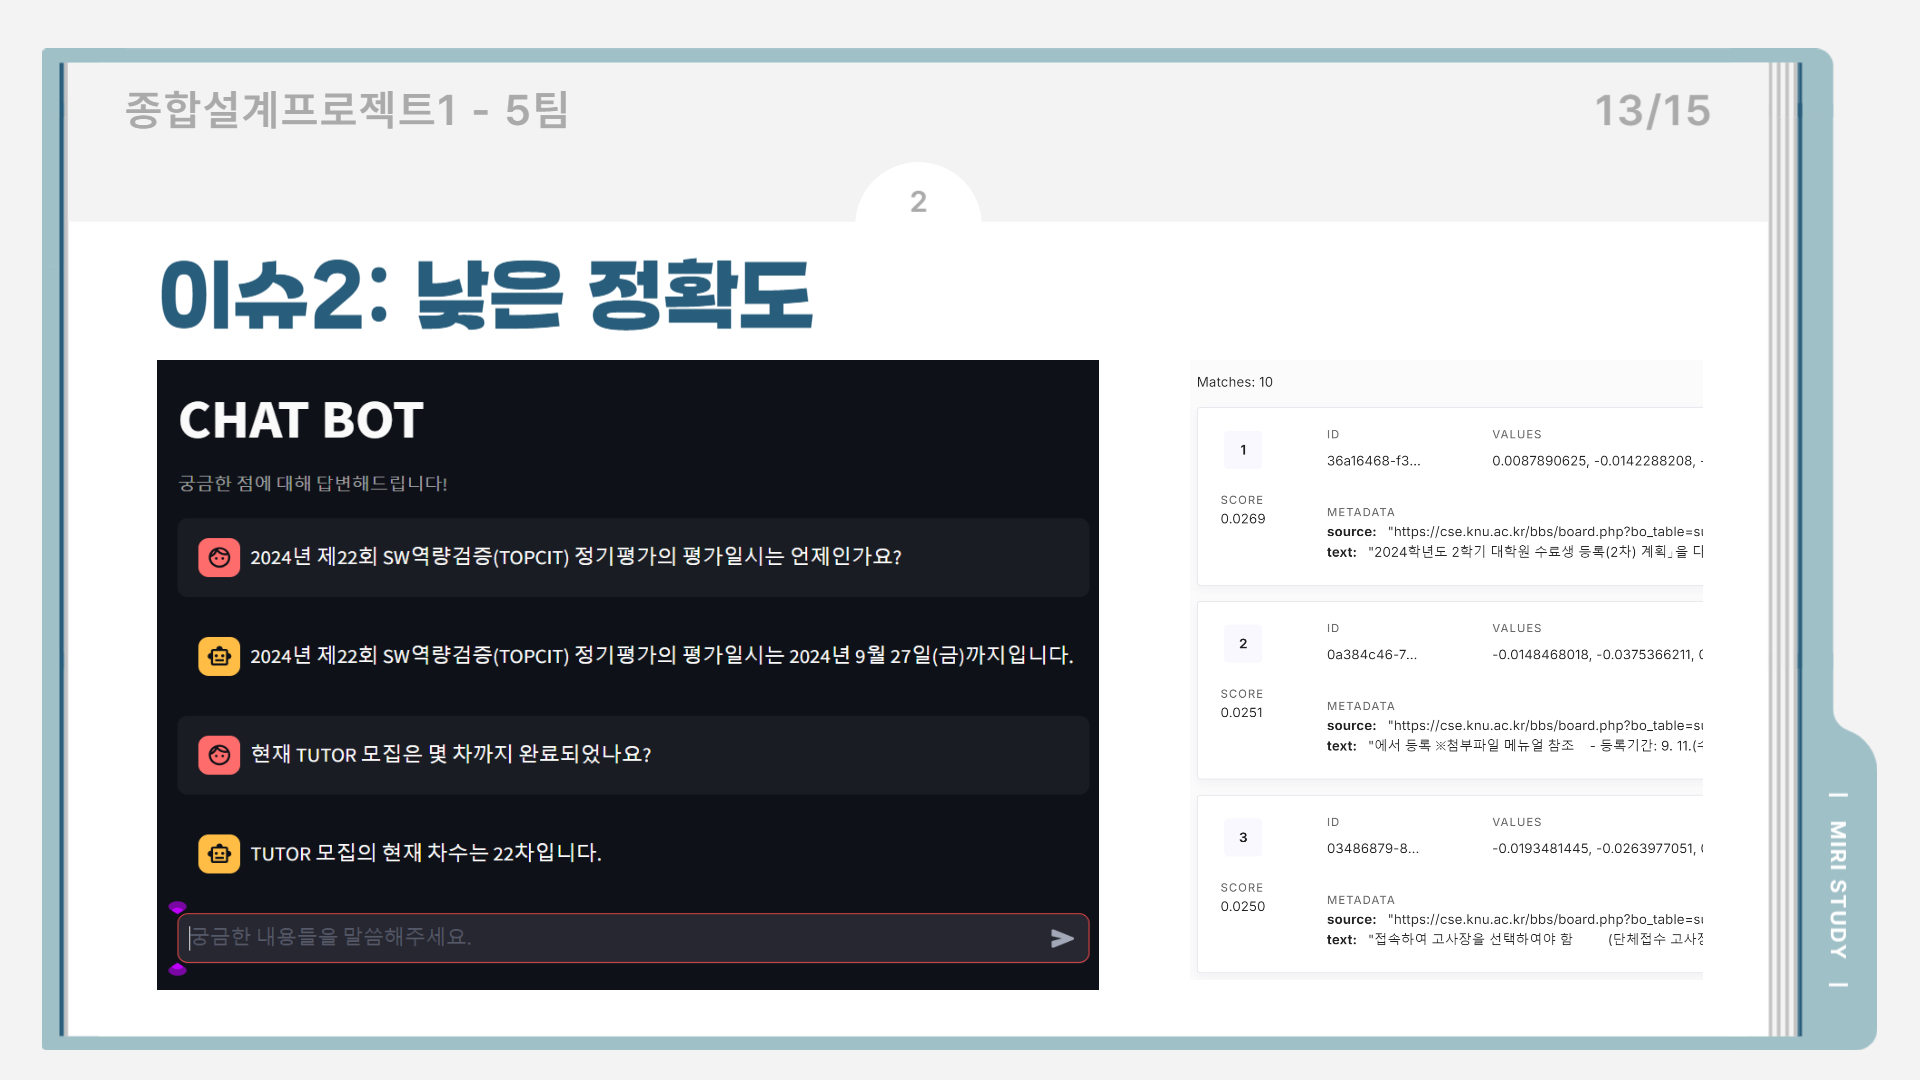 종합설계프로젝트1 - 5팀
13/15
2
이슈2: 낮은 정확도
CHAT BOT
궁금한 점에 대해 답변해드립니다!
2024년 제22회 SW역량검증(TOPCIT) 정기평가의 평가일시는 언제인가요?
2024년 제22회 SW역량검증(TOPCIT) 정기평가의 평가일시는 2024년 9월 27일(금)까지입니다.
현재 TUTOR 모집은 몇 차까지 완료되었나요?
TUTOR 모집의 현재 차수는 22차입니다.
궁금한 내용들을 말씀해주세요.
Matches: 10
1
ID
VALUES
36a16468-f3...
0.0087890625, -0.0142288208, -
SCORE
0.0269
METADATA
source: "https://cse.knu.ac.kr/bbs/board.php?bo_table=su
text: "2024학년도 2학기 대학원 수료생 등록(2차) 계획」을 다
2
ID
VALUES
0a384c46-7...
-0.0148468018, -0.0375366211, 0
SCORE
0.0251
METADATA
source: "https://cse.knu.ac.kr/bbs/board.php?bo_table=su
text: "에서 등록 ※첨부파일 메뉴얼 참조 - 등록기간: 9. 11.(수
3
ID
VALUES
03486879-8...
-0.0193481445, -0.0263977051, 0
SCORE
0.0250
METADATA
source: "https://cse.knu.ac.kr/bbs/board.php?bo_table=su
text: "접속하여 고사장을 선택하여야 함 (단체접수 고사장
| MIRI STUDY |